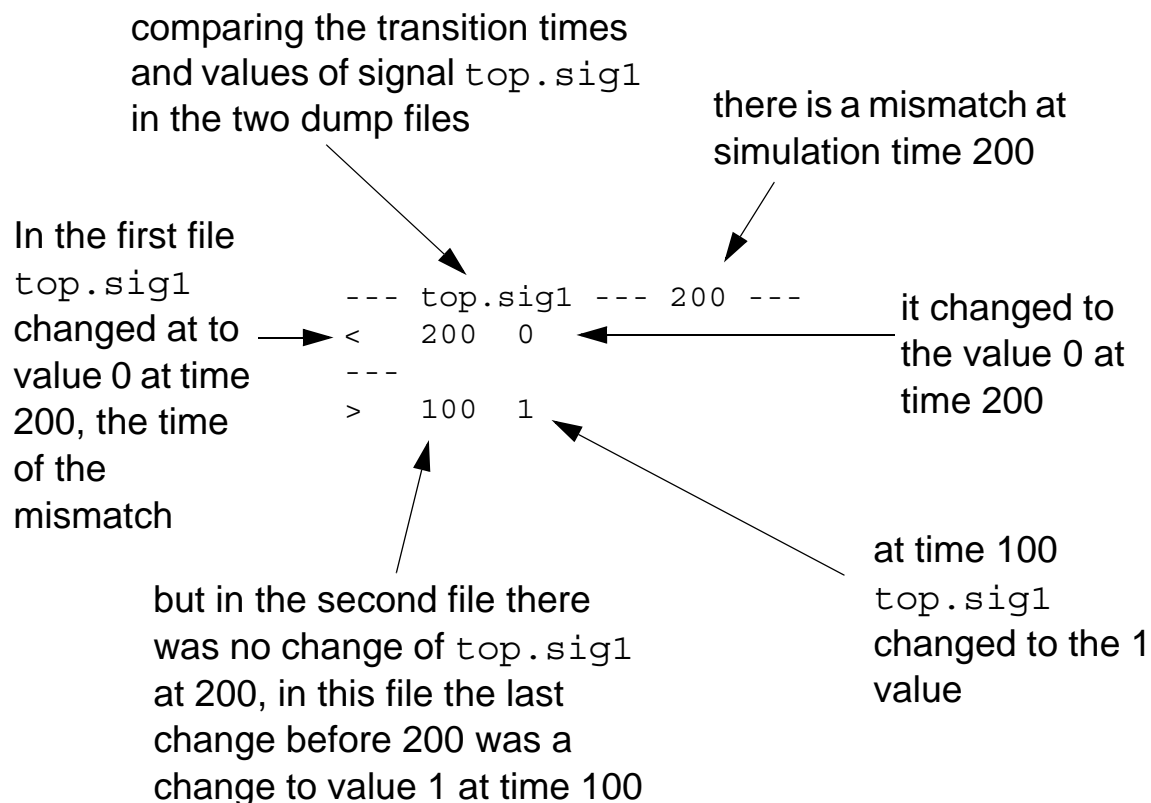 comparing the transition times
and values of signal top.sig1
in the two dump files
there is a mismatch at
simulation time 200
In the first file
top.sig1
changed at to
value 0 at time
200, the time
of the
mismatch
--- top.sig1 --- 200 ---
< 200 0
---
> 100 1
it changed to
the value 0 at
time 200
but in the second file there
was no change of top.sig1
at 200, in this file the last
change before 200 was a
change to value 1 at time 100
at time 100
top.sig1
changed to the 1
value